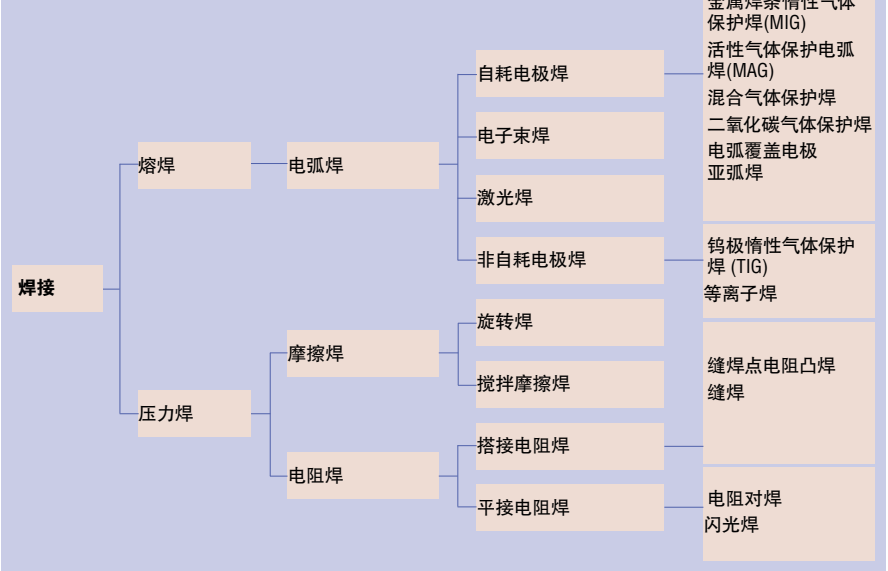 金属焊条惰性气体
保护焊(MIG)
活性气体保护电弧
焊(MAG)
混合气体保护焊
二氧化碳气体保护焊
电弧覆盖电极
亚弧焊
自耗电极焊
电子束焊
熔焊
电弧焊
激光焊
非自耗电极焊
钨极惰性气体保护
焊 (TIG)
等离子焊
焊接
旋转焊
摩擦焊
搅拌摩擦焊
缝焊点电阻凸焊
缝焊
压力焊
搭接电阻焊
电阻焊
平接电阻焊
电阻对焊
闪光焊